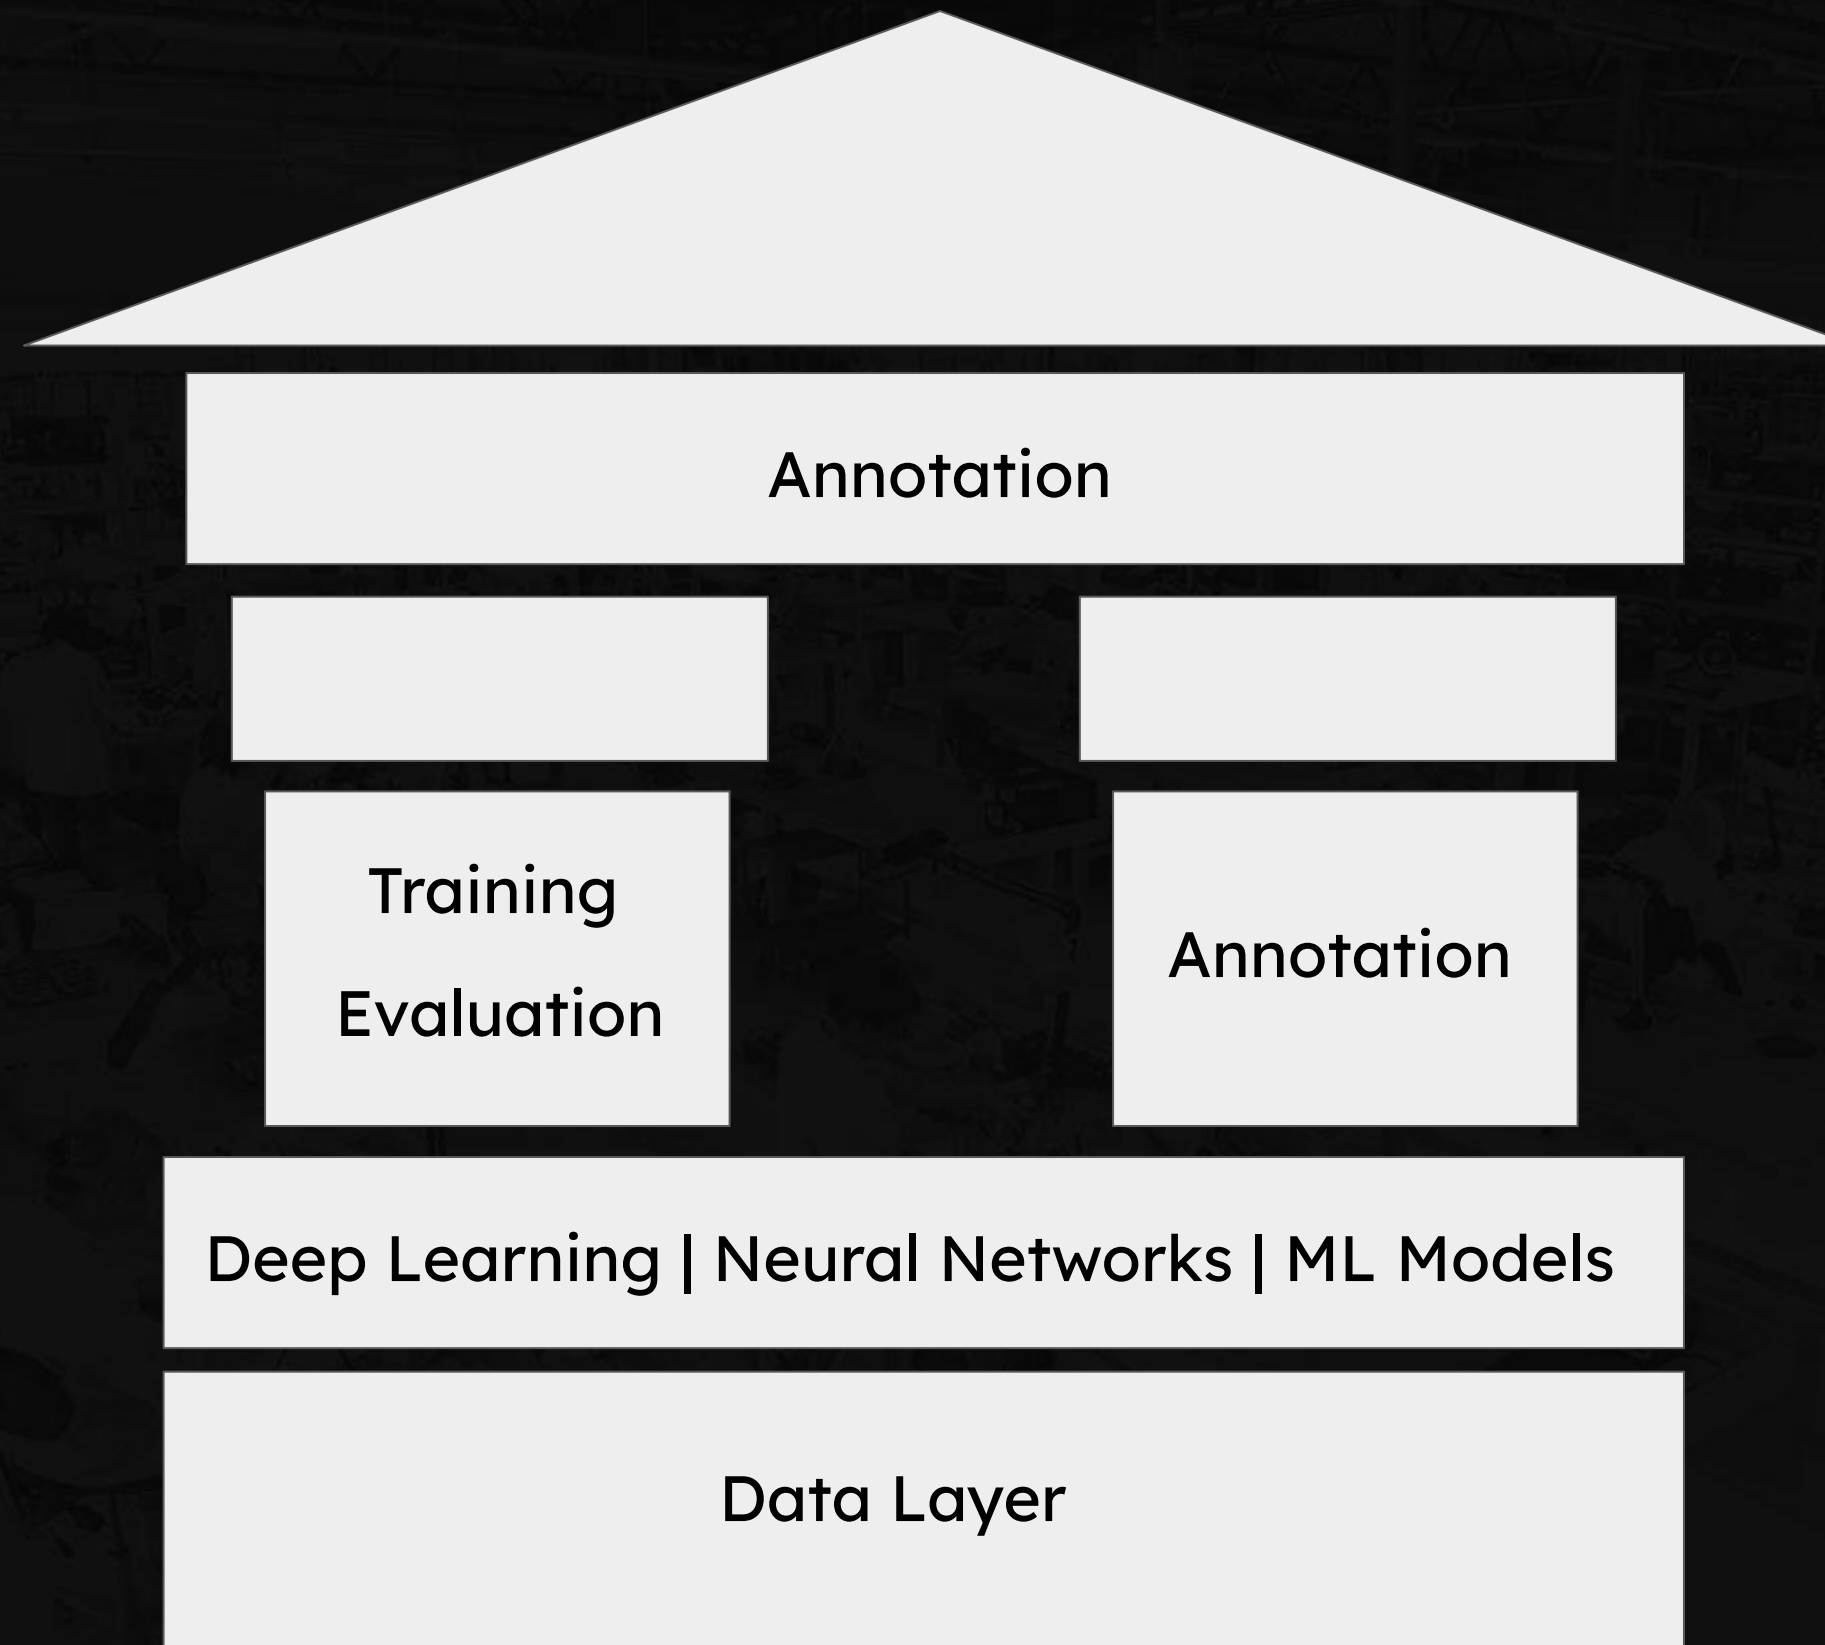 Annotation
Training
Evaluation
Annotation
Deep Learning | Neural Networks | ML Models
Data Layer